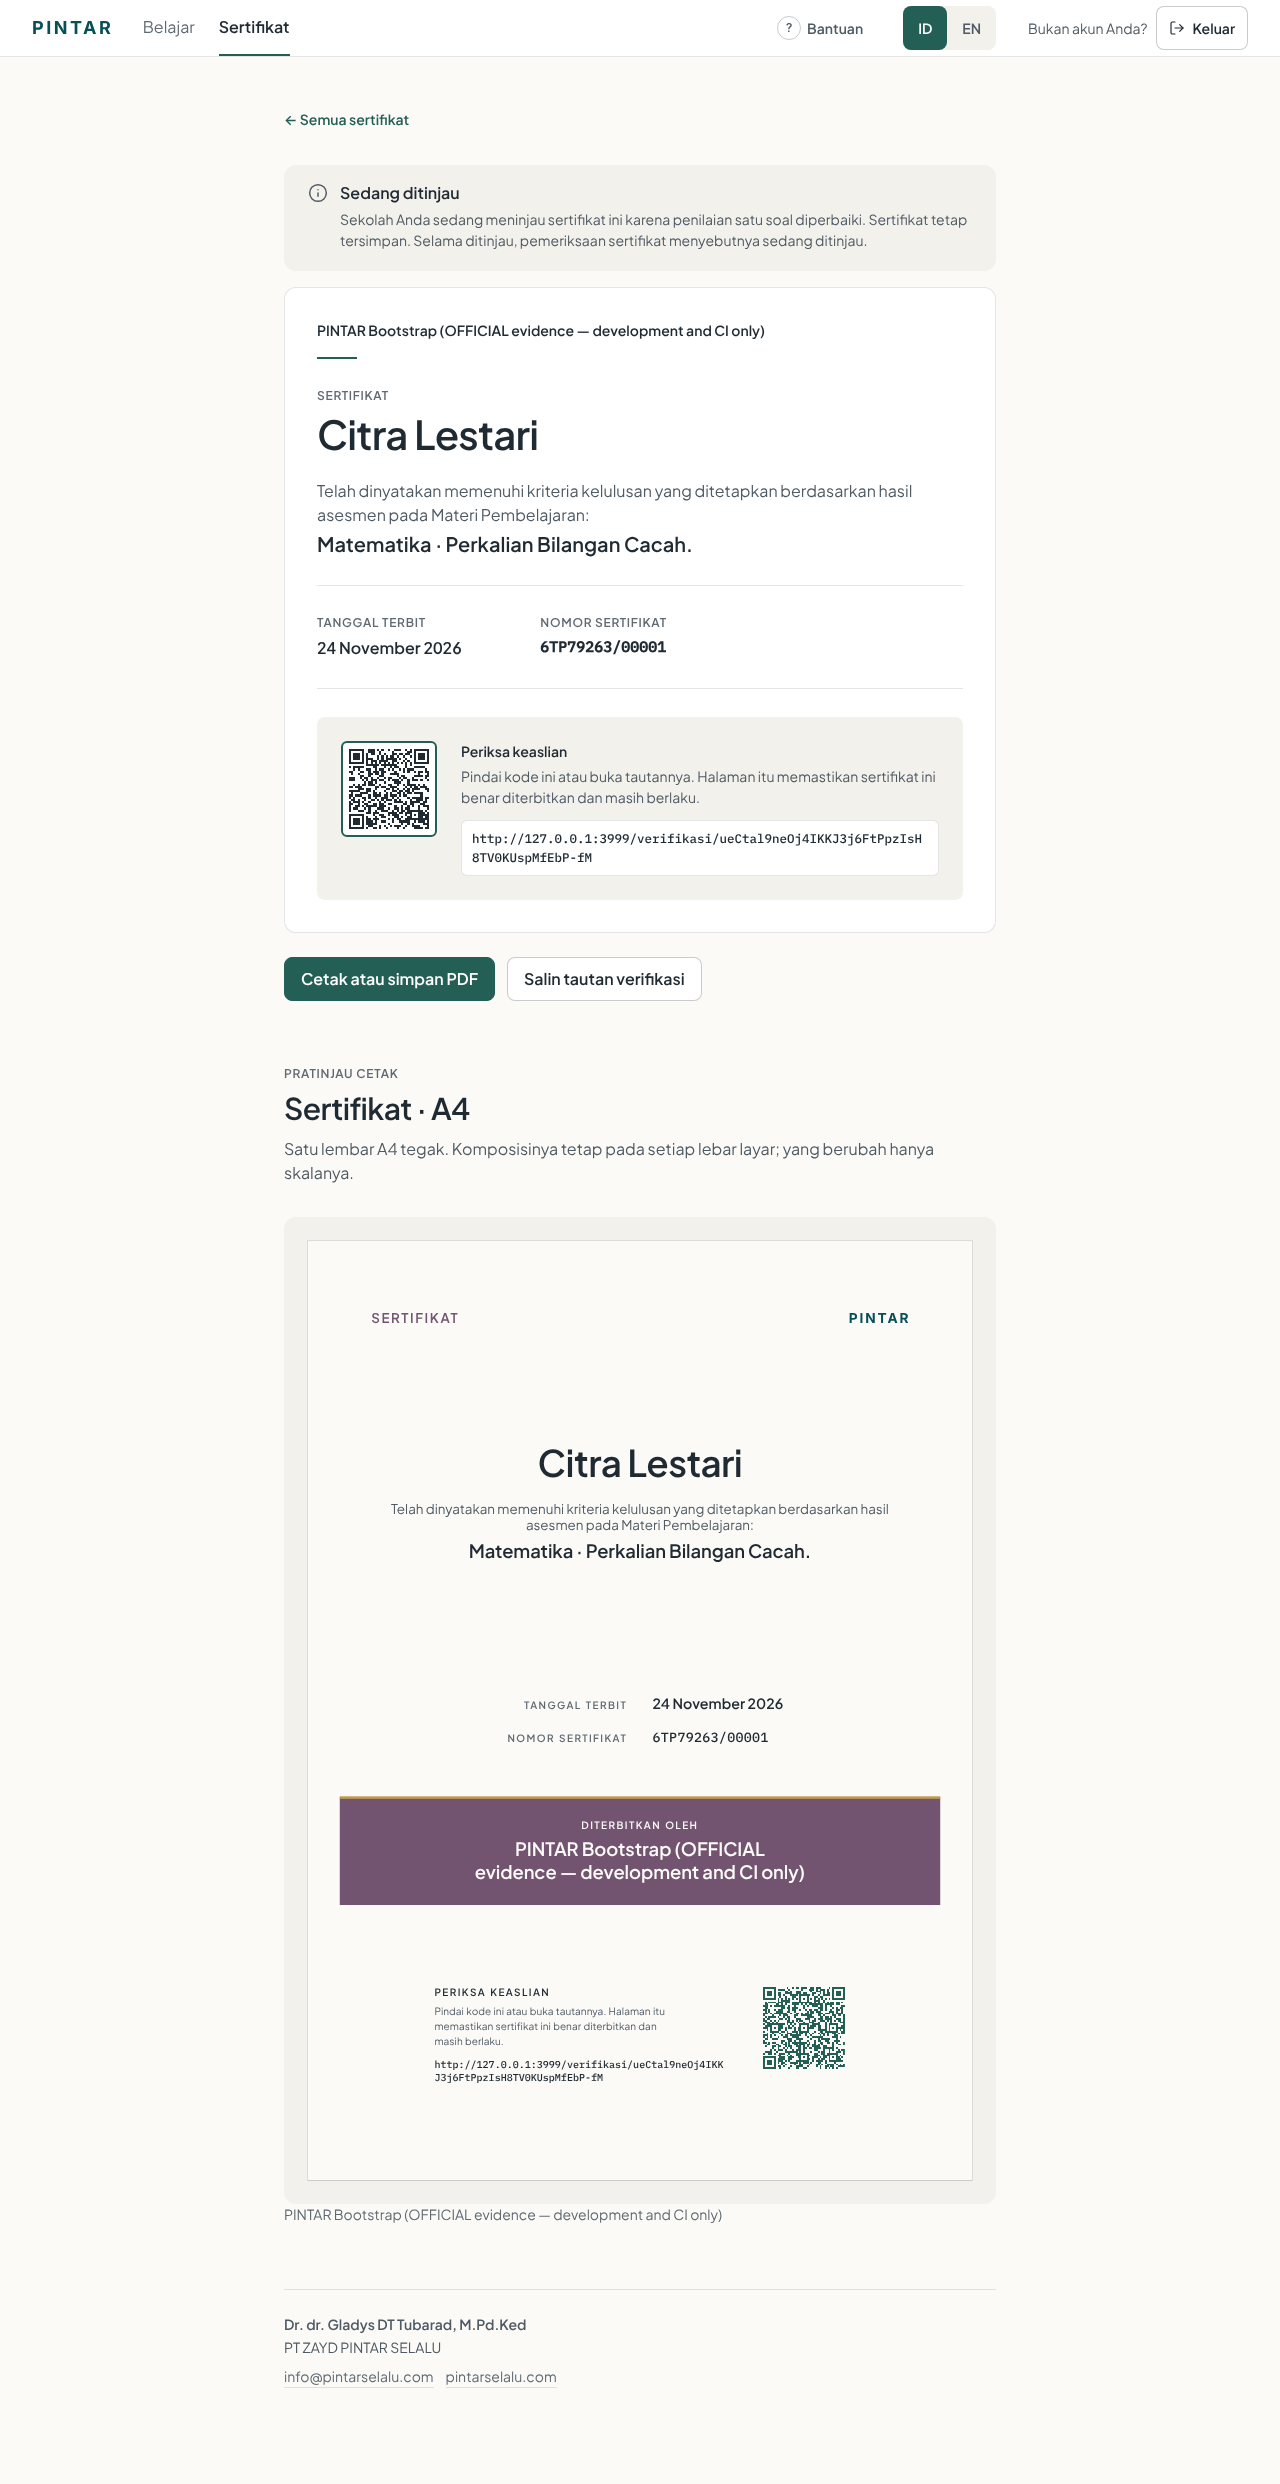 PINTAR
Belajar
Sertifikat
? Bantuan
ID
EN
Bukan akun Anda?
Keluar
← Semua sertifikat
Sedang ditinjau
Sekolah Anda sedang meninjau sertifikat ini karena penilaian satu soal diperbaiki. Sertifikat tetap
tersimpan. Selama ditinjau, pemeriksaan sertifikat menyebutnya sedang ditinjau.
PINTAR Bootstrap (OFFICIAL evidence — development and CI only)
SERTIFIKAT
Citra Lestari
Telah dinyatakan memenuhi kriteria kelulusan yang ditetapkan berdasarkan hasil
asesmen pada Materi Pembelajaran:
Matematika · Perkalian Bilangan Cacah.
TANGGAL TERBIT
24 November 2026
NOMOR SERTIFIKAT
6TP79263/00001
Periksa keaslian
Pindai kode ini atau buka tautannya. Halaman itu memastikan sertifikat ini
benar diterbitkan dan masih berlaku.
http://127.0.0.1:3999/verifikasi/ueCtal9neOj4IKKJ3j6FtPpzIsH
8TV0KUspMfEbP-fM
Cetak atau simpan PDF
Salin tautan verifikasi
PRATINJAU CETAK
Sertifikat · A4
Satu lembar A4 tegak. Komposisinya tetap pada setiap lebar layar; yang berubah hanya
skalanya.
SERTIFIKAT
PINTAR
Citra Lestari
Telah dinyatakan memenuhi kriteria kelulusan yang ditetapkan berdasarkan hasil
asesmen pada Materi Pembelajaran:
Matematika · Perkalian Bilangan Cacah.
TANGGAL TERBIT
24 November 2026
NOMOR SERTIFIKAT
6TP79263/00001
DITERBITKAN OLEH
PINTAR Bootstrap (OFFICIAL
evidence — development and CI only)
PERIKSA KEASLIAN
Pindai kode ini atau buka tautannya. Halaman itu
memastikan sertifikat ini benar diterbitkan dan
masih berlaku.
http://127.0.0.1:3999/verifikasi/ueCtal9neOj4IKK
J3j6FtPpzIsH8TV0KUspMfEbP-fM
PINTAR Bootstrap (OFFICIAL evidence — development and CI only)
Dr. dr. Gladys DT Tubarad, M.Pd.Ked
PT ZAYD PINTAR SELALU
info@pintarselalu.com
pintarselalu.com